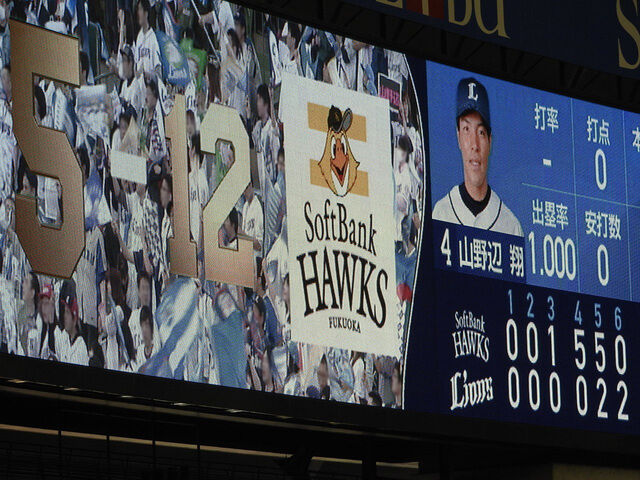 5-12
SoftBank
HAWKS
FUKUOKA
打率 打点
- 0
出塁率 安打数
1.000 0
4 山野辺 翔
1 2 3 4 5 6
SoftBank HAWKS 0 0 1 5 5 0
Lions 0 0 0 0 2 2